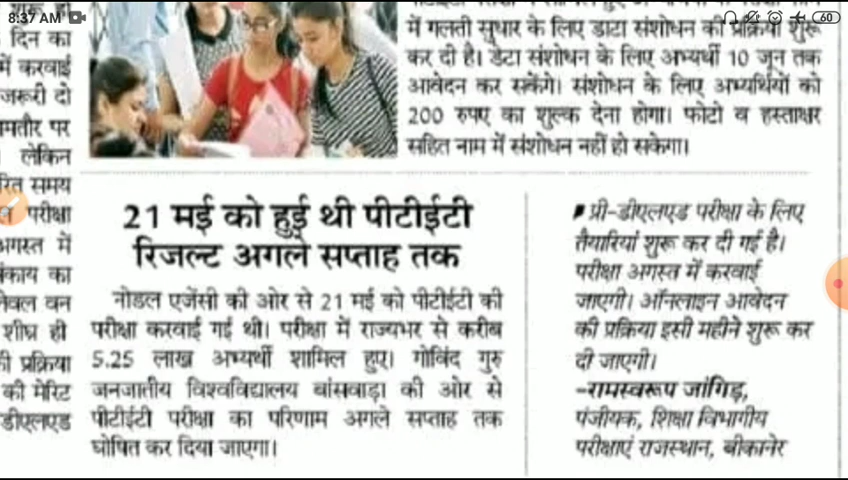 8:37 AM
60
दिन का
में करवाई
जरूरी दो
पर
लेकिन
समय
परीक्षा
अगस्त में
का
वन
शीघ्र ही
प्रक्रिया
की मेरिट
डीएलएड
में गलती सुधार के लिए डाटा संशोधन की प्रक्रिया शुरू
कर दी है। डेटा संशोधन के लिए अभ्यर्थी 10 जून तक
आवेदन कर सकेंगे। संशोधन के लिए अभ्यर्थियों को
200 रुपए का शुल्क देना होगा। फोटो व हस्ताक्षर
सहित नाम में संशोधन नहीं हो सकेगा।
21 मई को हुई थी पीटीईटी
रिजल्ट अगले सप्ताह तक
नोडल एजेंसी की ओर से 21 मई को पीटीईटी की
परीक्षा करवाई गई थी। परीक्षा में राज्यभर से करीब
5.25 लाख अभ्यर्थी शामिल हुए। गोविंद गुरु
जनजातीय विश्वविद्यालय बांसवाड़ा की ओर से
पीटीईटी परीक्षा का परिणाम अगले सप्ताह तक
घोषित कर दिया जाएगा।
प्री-डीएलएड परीक्षा के लिए
तैयारियां शुरू कर दी गई है।
परीक्षा अगस्त में करवाई
जाएगी। ऑनलाइन आवेदन
की प्रक्रिया इसी महीने शुरू कर
दी जाएगी।
-रामस्वरूप जांगिड़,
पंजीयक, शिक्षा विभागीय
परीक्षाएं राजस्थान, बीकानेर